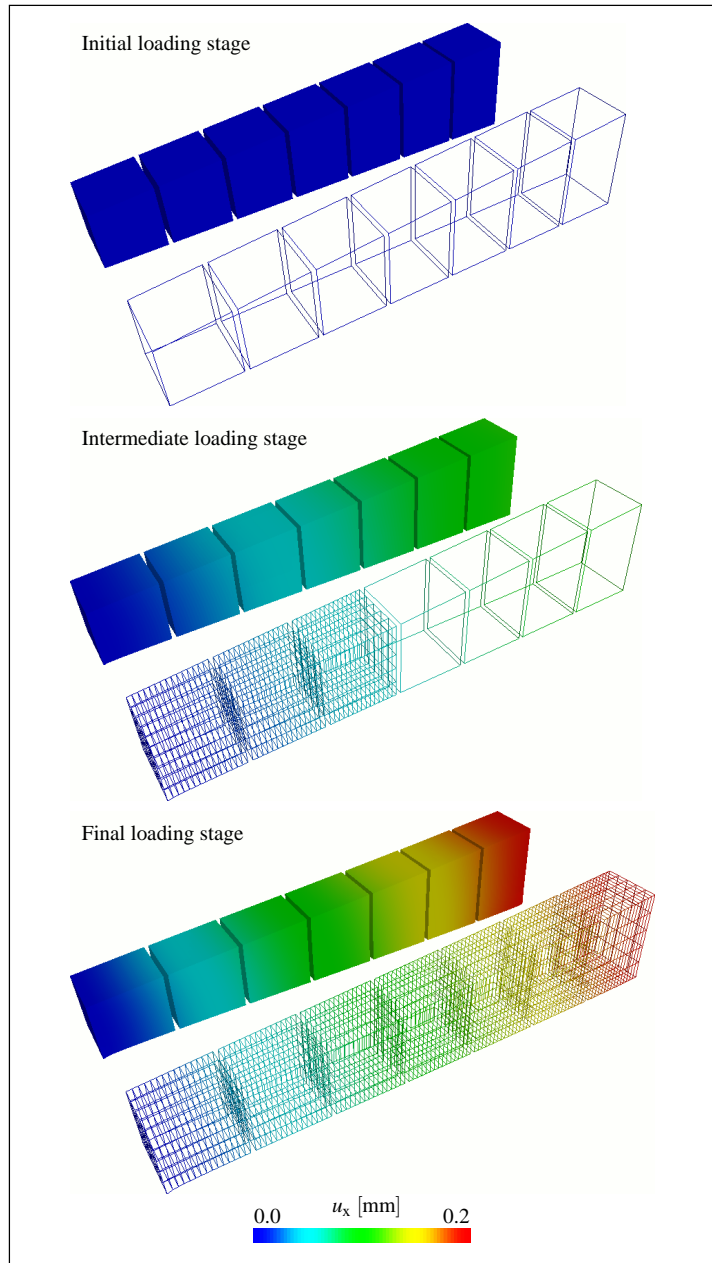 Initial loading stage
Intermediate loading stage
Final loading stage
u_x [mm]
0.0 0.2